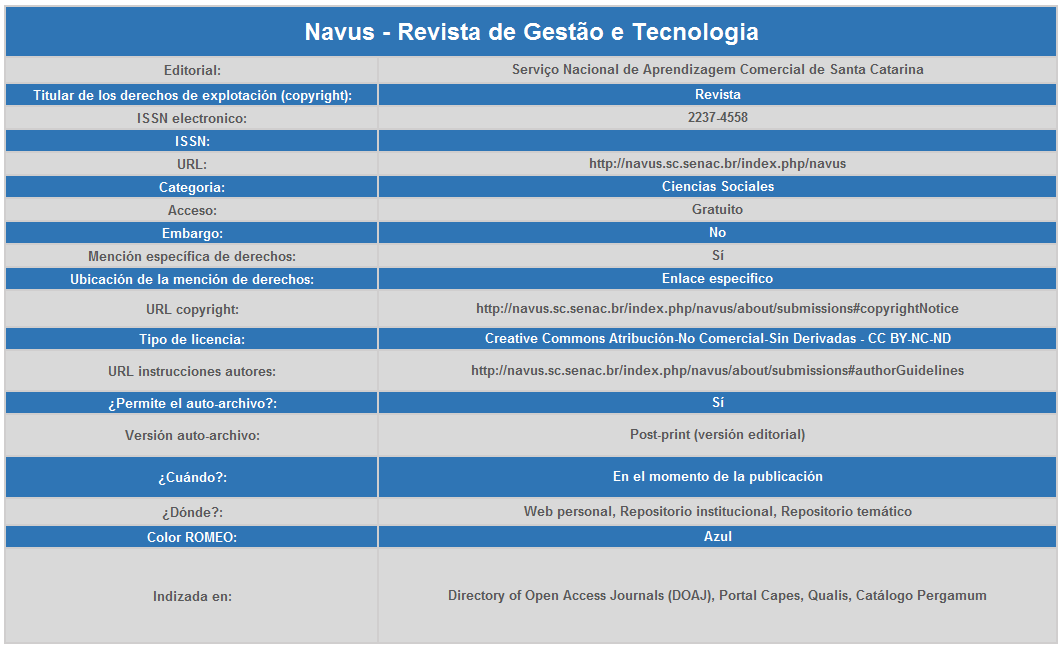 Navus - Revista de Gestão e Tecnologia
Editorial: Serviço Nacional de Aprendizagem Comercial de Santa Catarina
Titular de los derechos de explotación (copyright): Revista
ISSN electronico: 2237-4558
ISSN:
URL: http://navus.sc.senac.br/index.php/navus
Categoria: Ciencias Sociales
Acceso: Gratuito
Embargo: No
Mención específica de derechos: Sí
Ubicación de la mención de derechos: Enlace especifico
URL copyright: http://navus.sc.senac.br/index.php/navus/about/submissions#copyrightNotice
Tipo de licencia: Creative Commons Atribución-No Comercial-Sin Derivadas - CC BY-NC-ND
URL instrucciones autores: http://navus.sc.senac.br/index.php/navus/about/submissions#authorGuidelines
¿Permite el auto-archivo?: Sí
Versión auto-archivo: Post-print (versión editorial)
¿Cuándo?: En el momento de la publicación
¿Dónde?: Web personal, Repositorio institucional, Repositorio temático
Color ROMEO: Azul
Indizada en: Directory of Open Access Journals (DOAJ), Portal Capes, Qualis, Catálogo Pergamum